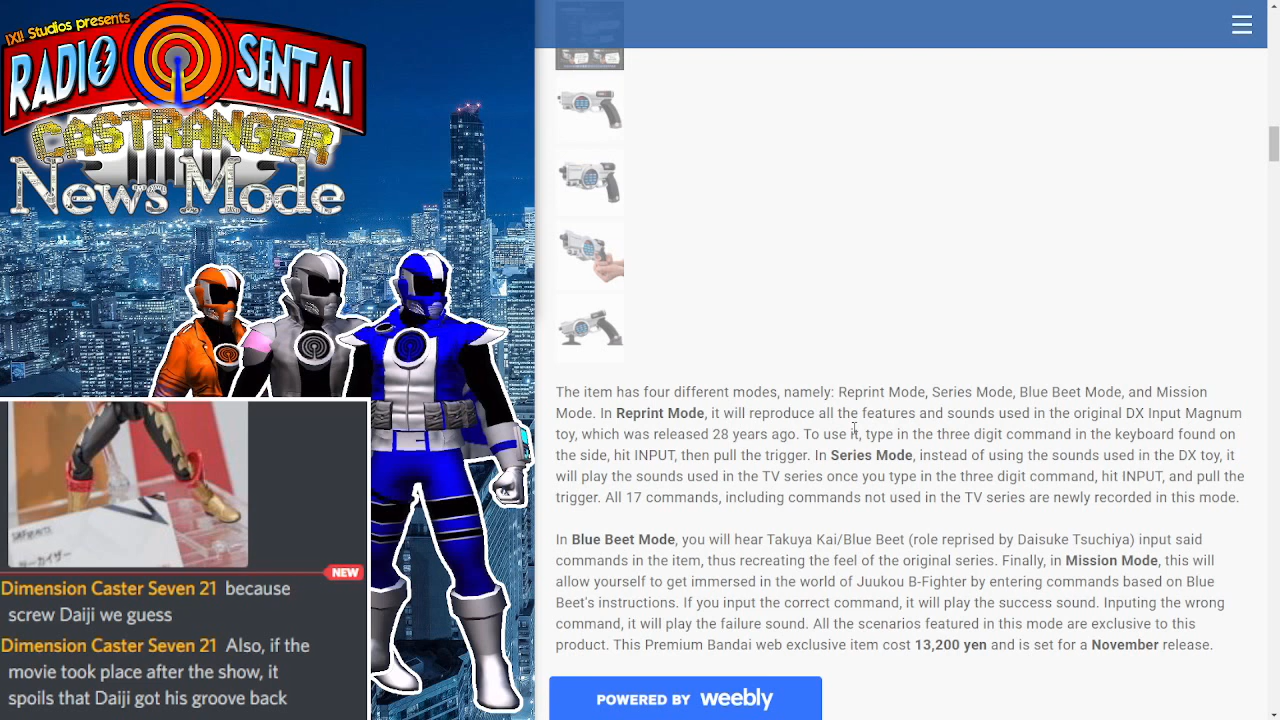 IXII Studios presents
RADIO SENTAI
CASTRANGER
News Mode
NEW
Dimension Caster Seven 21 because
screw Daiji we guess
Dimension Caster Seven 21 Also, if the
movie took place after the show, it
spoils that Daiji got his groove back
The item has four different modes, namely: Reprint Mode, Series Mode, Blue Beet Mode, and Mission
Mode. In Reprint Mode, it will reproduce all the features and sounds used in the original DX Input Magnum
toy, which was released 28 years ago. To use it, type in the three digit command in the keyboard found on
the side, hit INPUT, then pull the trigger. In Series Mode, instead of using the sounds used in the DX toy, it
will play the sounds used in the TV series once you type in the three digit command, hit INPUT, and pull the
trigger. All 17 commands, including commands not used in the TV series are newly recorded in this mode.
In Blue Beet Mode, you will hear Takuya Kai/Blue Beet (role reprised by Daisuke Tsuchiya) input said
commands in the item, thus recreating the feel of the original series. Finally, in Mission Mode, this will
allow yourself to get immersed in the world of Juukou B-Fighter by entering commands based on Blue
Beet's instructions. If you input the correct command, it will play the success sound. Inputing the wrong
command, it will play the failure sound. All the scenarios featured in this mode are exclusive to this
product. This Premium Bandai web exclusive item cost 13,200 yen and is set for a November release.
POWERED BY weebly